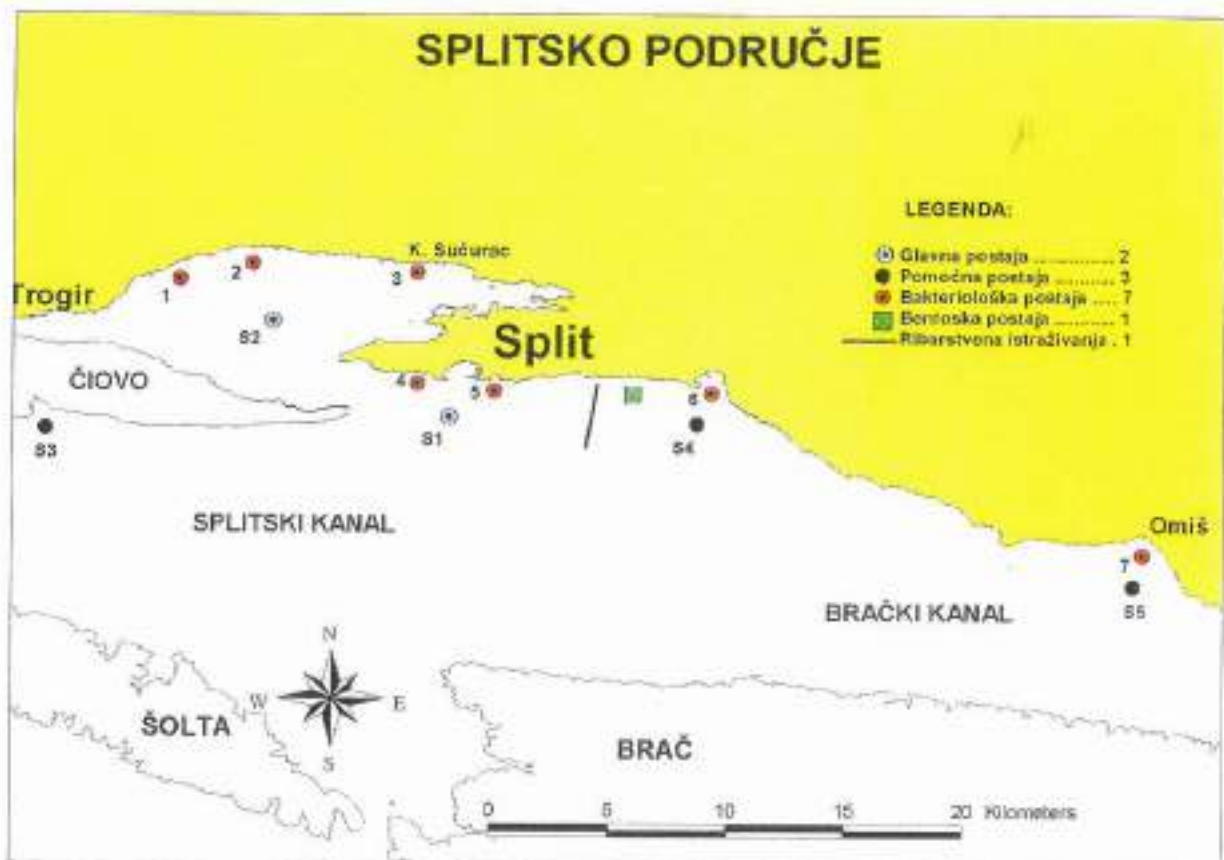 SPLITSKO PODRUČJE
LEGENDA:
Glavna postaja ............ 2
Pomoćna postaja .......... 3
Bakteriološka postaja .... 7
Bentoska postaja ........... 1
Ribarstvena istraživanja . 1
K. Sućurac
1
2
3
Trogir
S2
Split
ČIOVO
4
5
6
S1
S4
S3
SPLITSKI KANAL
Omiš
7
S5
BRAČKI KANAL
N
W
E
S
ŠOLTA
BRAČ
0 5 10 15 20 Kilometers